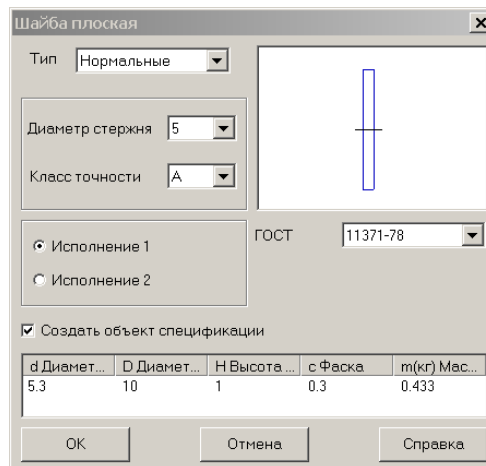 Шайба плоская
Тип Нормальные
Диаметр стержня 5
Класс точности А
Исполнение 1
Исполнение 2
ГОСТ 11371-78
Создать объект спецификации
d Диамет... D Диамет... H Высота ... c Фаска m(кг) Мас...
5.3 10 1 0.3 0.433
OK Отмена Справка